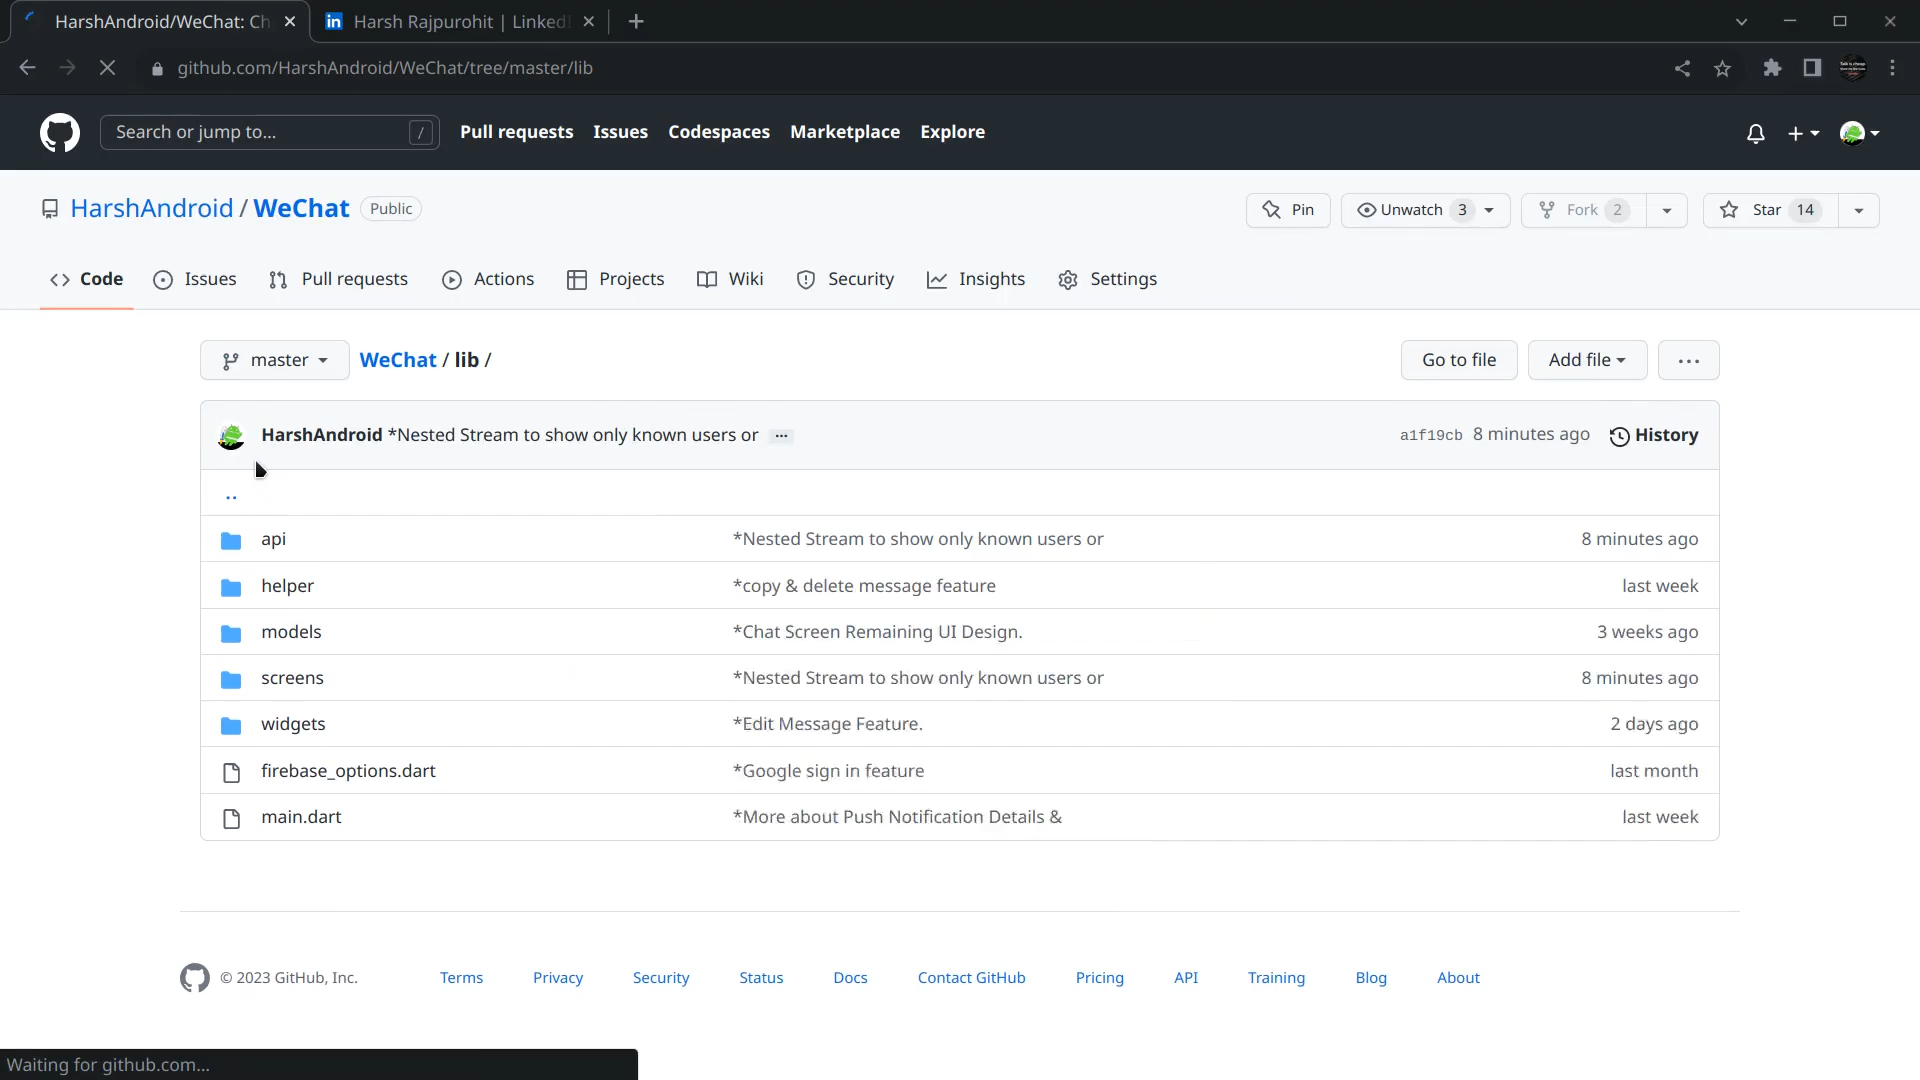 HarshAndroid/WeChat: Ch
in Harsh Rajpurohit | Linked
github.com/HarshAndroid/WeChat/tree/master/lib
Search or jump to... /
Pull requests Issues Codespaces Marketplace Explore
HarshAndroid / WeChat Public
Pin Unwatch 3 Fork 2 Star 14
Code Issues Pull requests Actions Projects Wiki Security Insights Settings
master WeChat / lib / Go to file Add file ...
HarshAndroid *Nested Stream to show only known users or ... a1f19cb 8 minutes ago History
..
api *Nested Stream to show only known users or 8 minutes ago
helper *copy & delete message feature last week
models *Chat Screen Remaining UI Design. 3 weeks ago
screens *Nested Stream to show only known users or 8 minutes ago
widgets *Edit Message Feature. 2 days ago
firebase_options.dart *Google sign in feature last month
main.dart *More about Push Notification Details & last week
© 2023 GitHub, Inc. Terms Privacy Security Status Docs Contact GitHub Pricing API Training Blog About
Waiting for github.com...